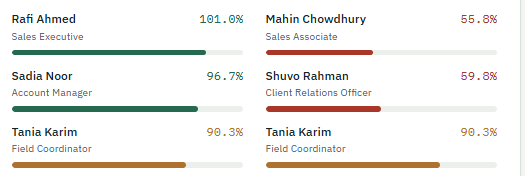 Rafi Ahmed 101.0%
Sales Executive
Sadia Noor 96.7%
Account Manager
Tania Karim 90.3%
Field Coordinator
Mahin Chowdhury 55.8%
Sales Associate
Shuvo Rahman 59.8%
Client Relations Officer
Tania Karim 90.3%
Field Coordinator